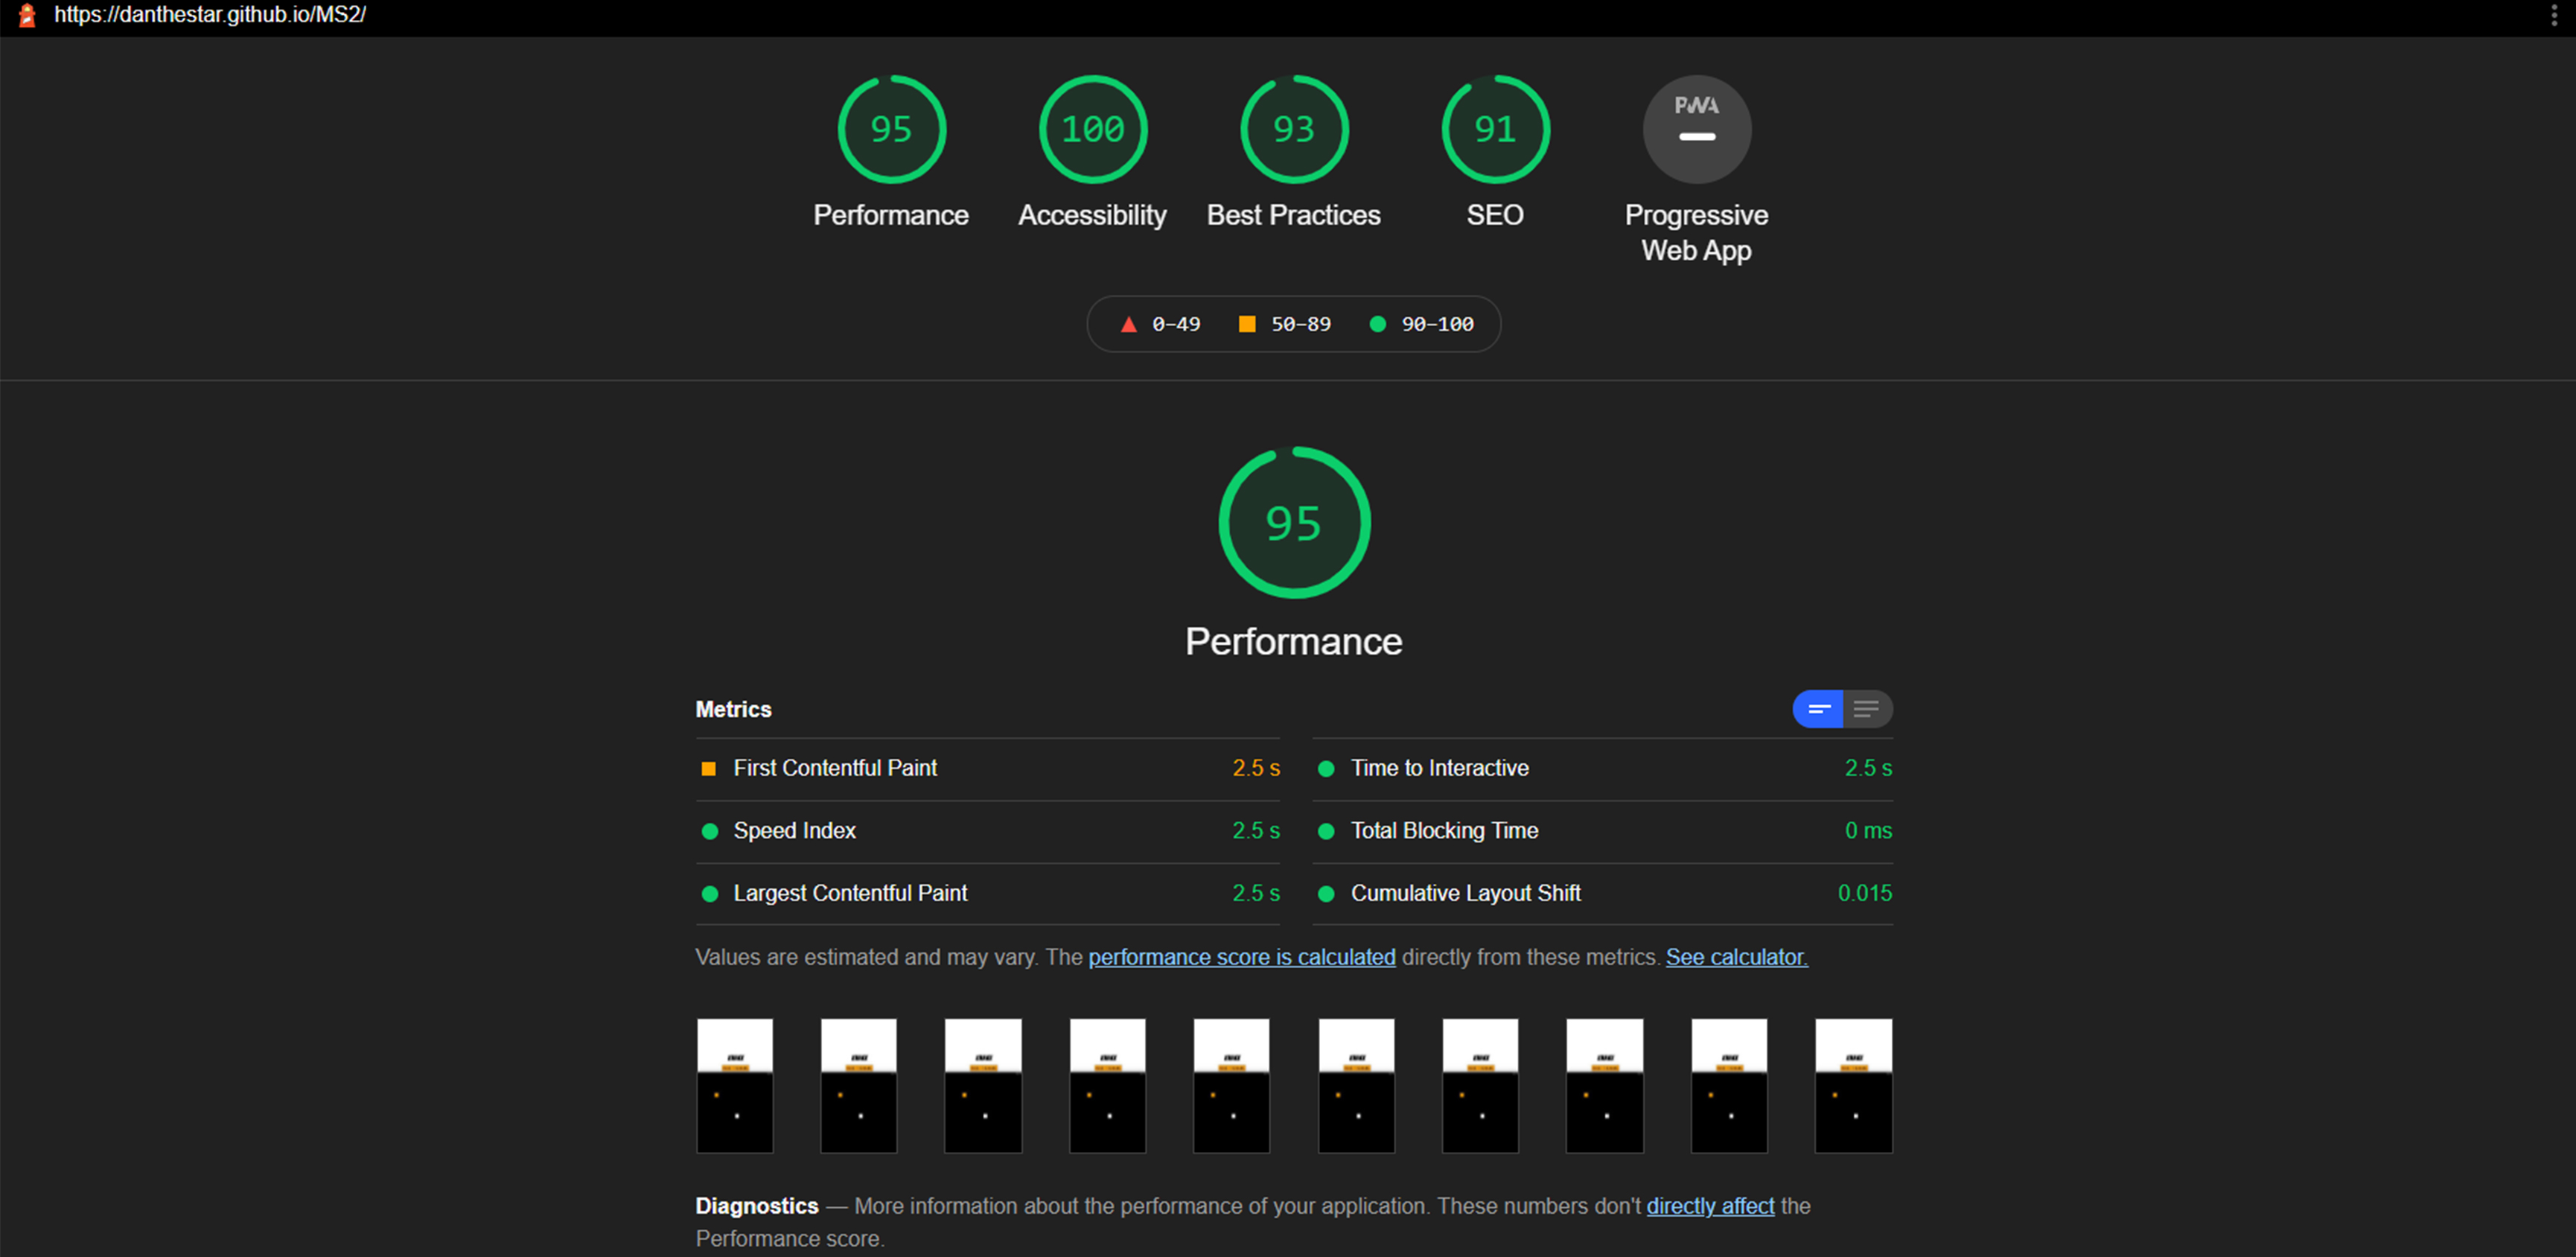 https://danthestar.github.io/MS2/
95
100
93
91
PWA
Performance
Accessibility
Best Practices
SEO
Progressive
Web App
0–49
50–89
90–100
95
Performance
Metrics
First Contentful Paint 2.5 s
Time to Interactive 2.5 s
Speed Index 2.5 s
Total Blocking Time 0 ms
Largest Contentful Paint 2.5 s
Cumulative Layout Shift 0.015
Values are estimated and may vary. The performance score is calculated directly from these metrics. See calculator.
Diagnostics — More information about the performance of your application. These numbers don't directly affect the
Performance score.